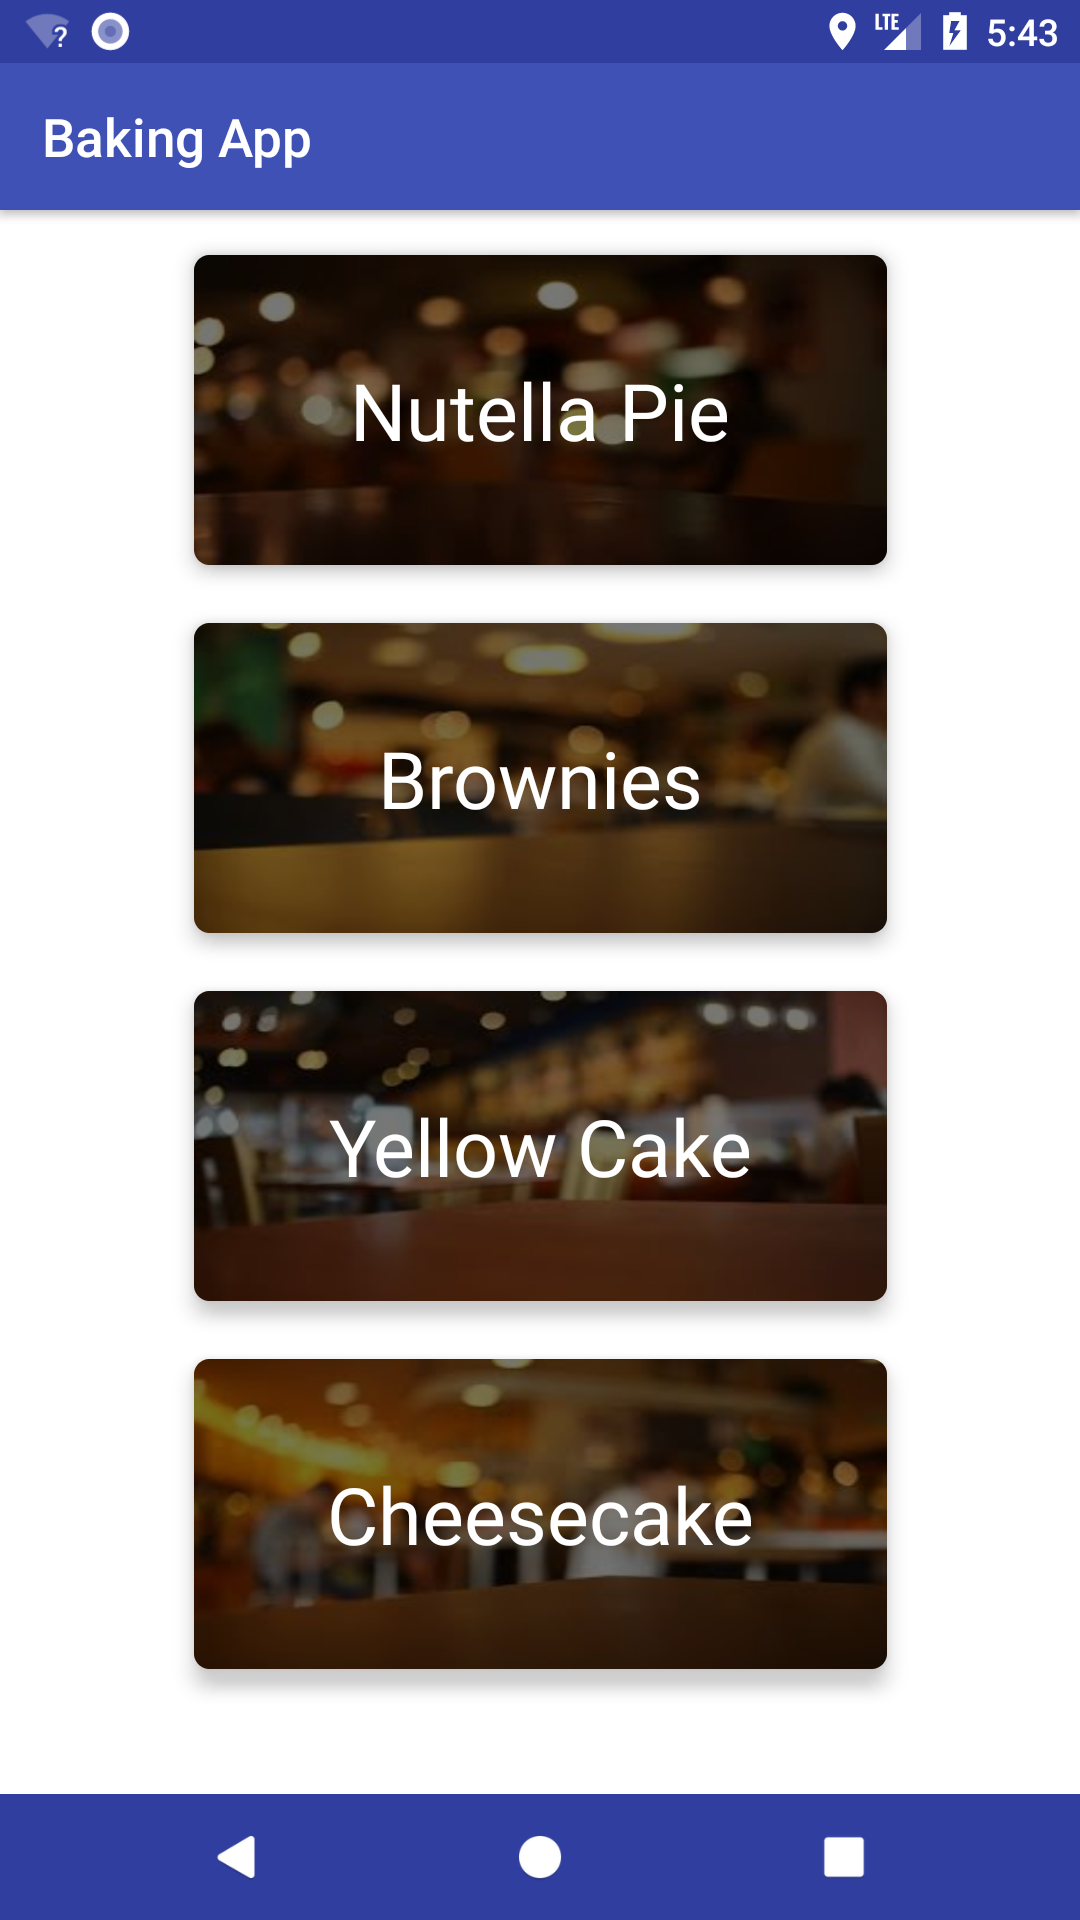 ? LTE 5:43
Baking App
Nutella Pie
Brownies
Yellow Cake
Cheesecake